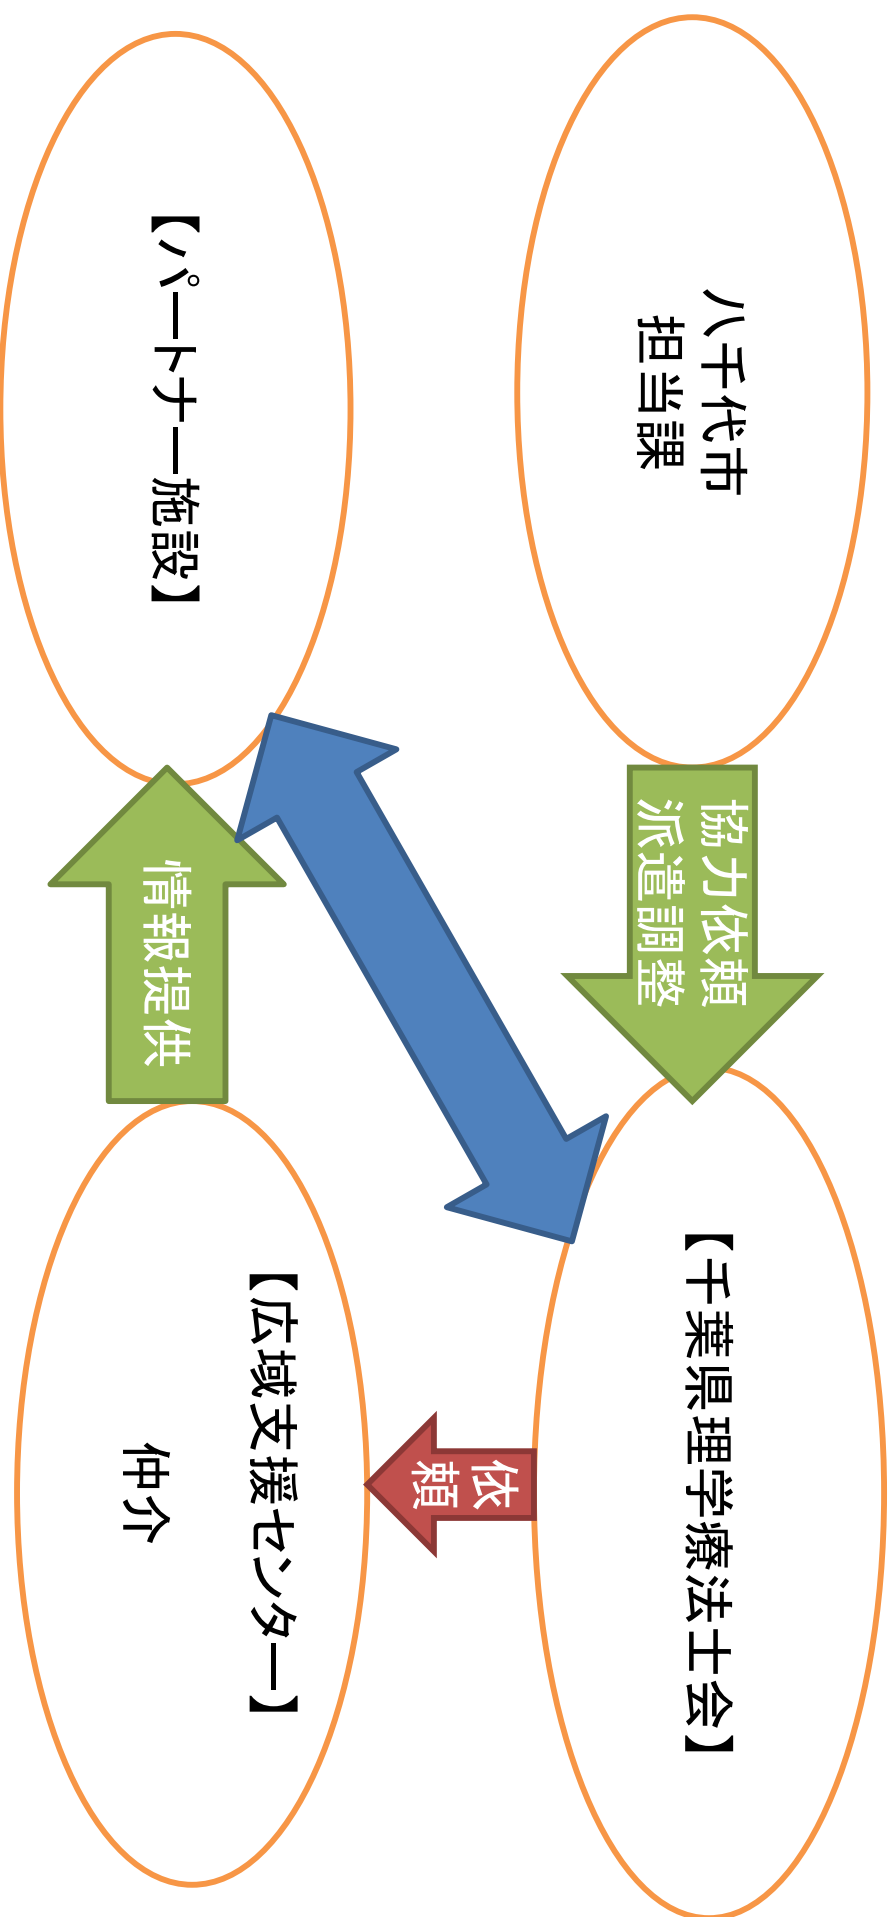 八千代市
担当課
協力依頼
派遣調整
【千葉県理学療法士会】
依
頼
【広域支援センター】
仲介
情報提供
【パートナー施設】